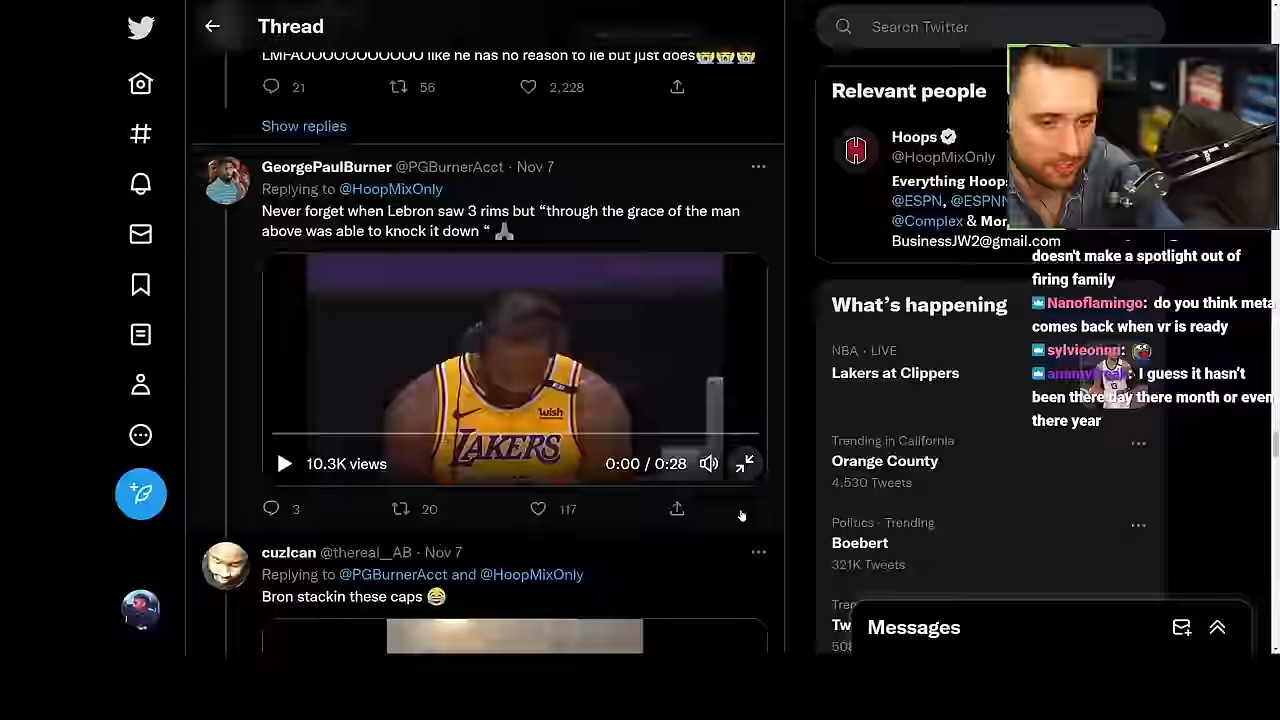 Thread
Search Twitter
LMFAOOOOOOOOOOO like he has no reason to lie but just does😭😭😭
21 56 2,228
Show replies
GeorgePaulBurner @PGBurnerAcct · Nov 7
Replying to @HoopMixOnly
Never forget when Lebron saw 3 rims but “through the grace of the man
above was able to knock it down “ 🙏🏿
wish
LAKERS
10.3K views 0:00 / 0:28
3 20 117
cuzIcan @thereal__AB · Nov 7
Replying to @PGBurnerAcct and @HoopMixOnly
Bron stackin these caps 😂
Relevant people
Hoops
@HoopMixOnly
Everything Hoops
@ESPN, @ESPNN
@Complex & Mor
BusinessJW2@gmail.com
doesn't make a spotlight out of
firing family
Nanoflamingo: do you think meta
comes back when vr is ready
sylvieonnn:
: I guess it hasn't
been there day there month or even
there year
What's happening
NBA · LIVE
Lakers at Clippers
Trending in California
Orange County
4,530 Tweets
Politics · Trending
Boebert
321K Tweets
Tre
Tw
508
Messages